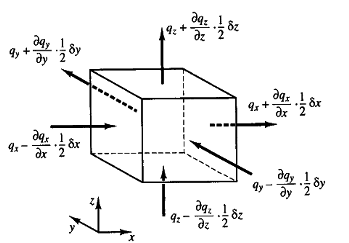 q_z + ∂q_z/∂z · 1/2 δz
q_y + ∂q_y/∂y · 1/2 δy
q_x + ∂q_x/∂x · 1/2 δx
q_x − ∂q_x/∂x · 1/2 δx
q_y − ∂q_y/∂y · 1/2 δy
q_z − ∂q_z/∂z · 1/2 δz
z
y
x